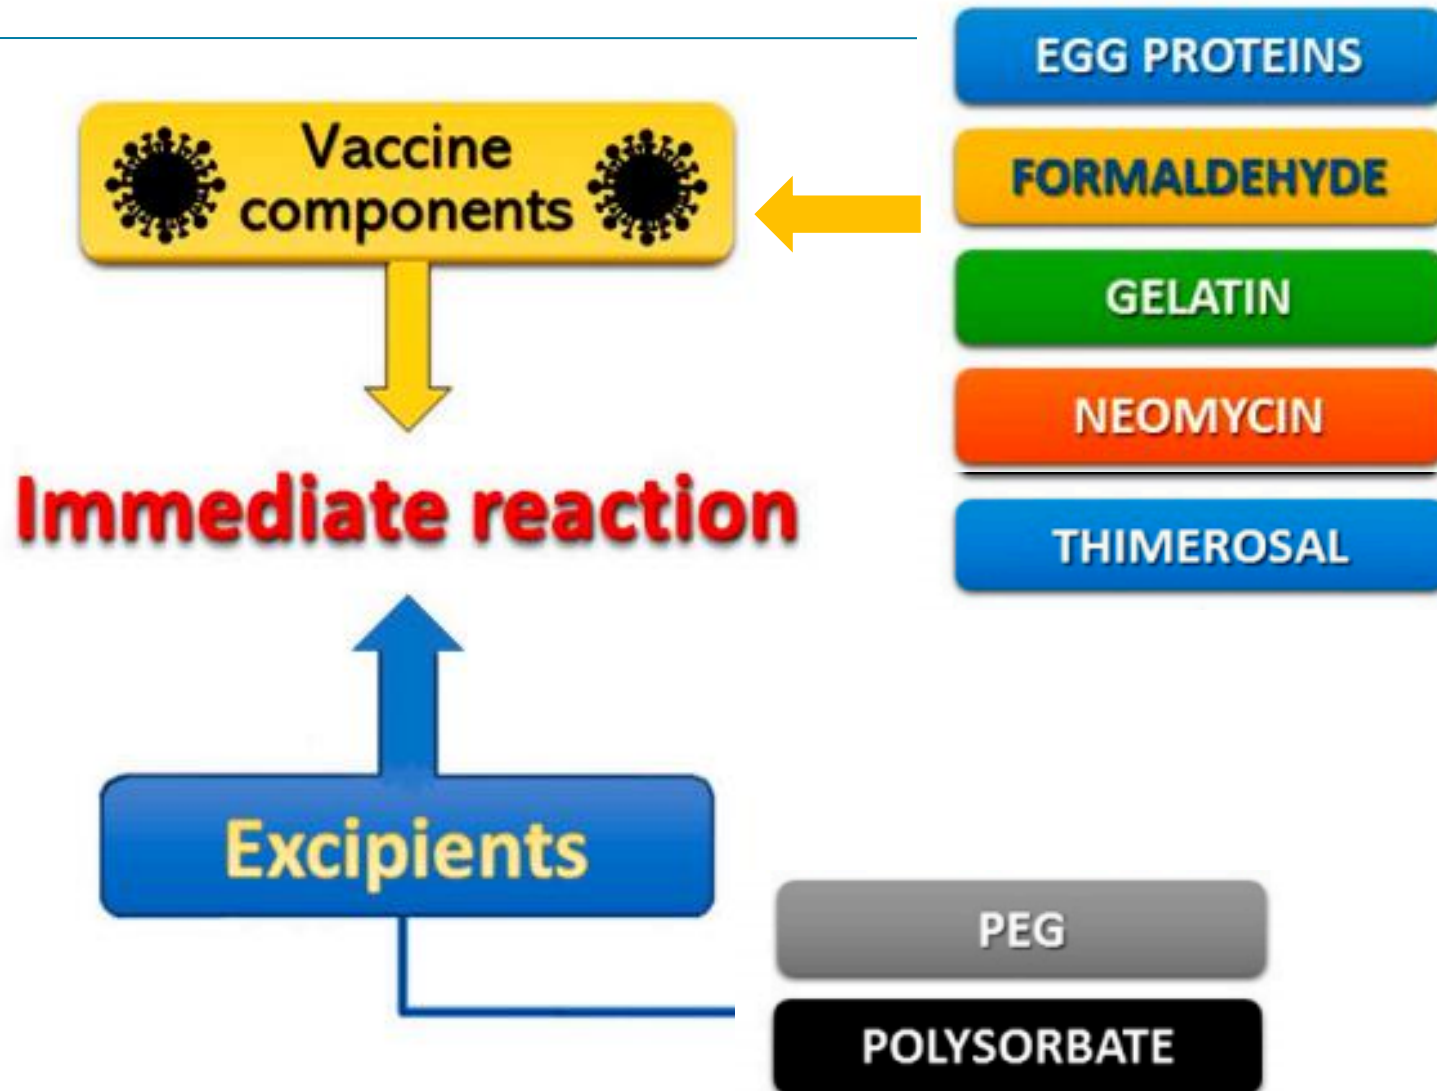 EGG PROTEINS
Vaccine
components
FORMALDEHYDE
GELATIN
NEOMYCIN
Immediate reaction
THIMEROSAL
Excipients
PEG
POLYSORBATE